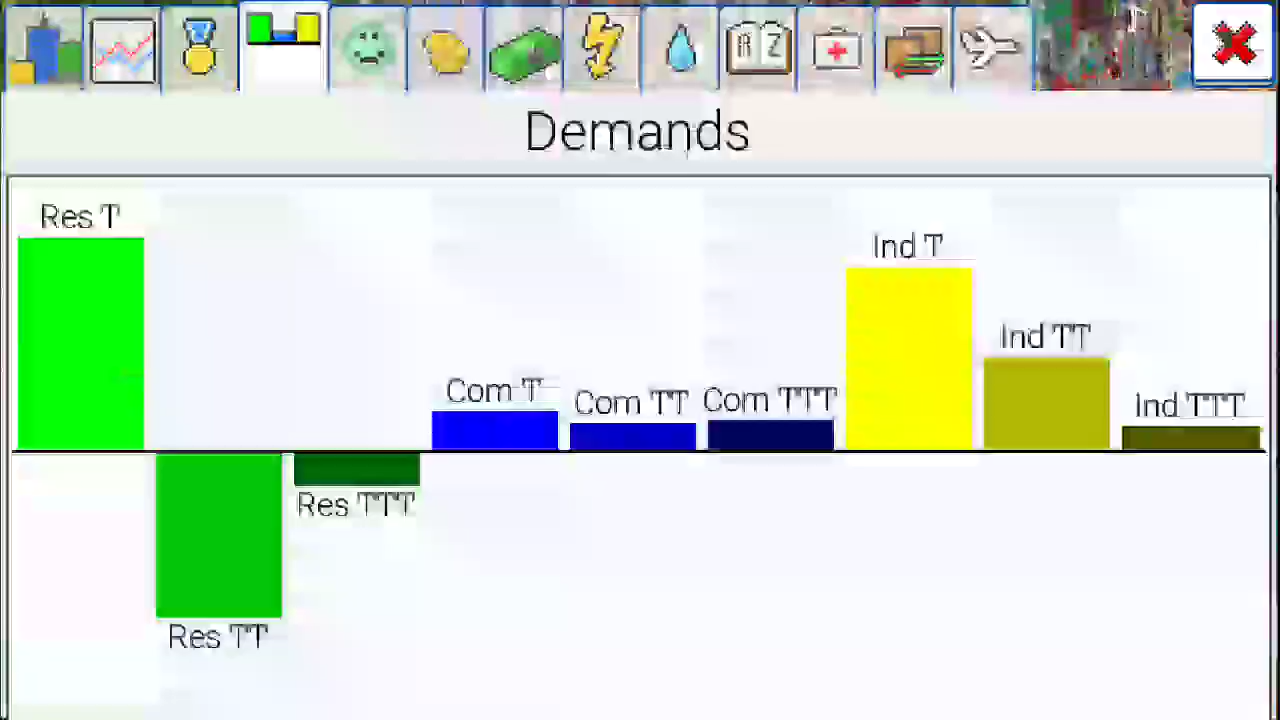 Demands
Res T
Ind T
Ind TT
Com T
Com TT
Com TTT
Ind TTT
Res TTT
Res TT